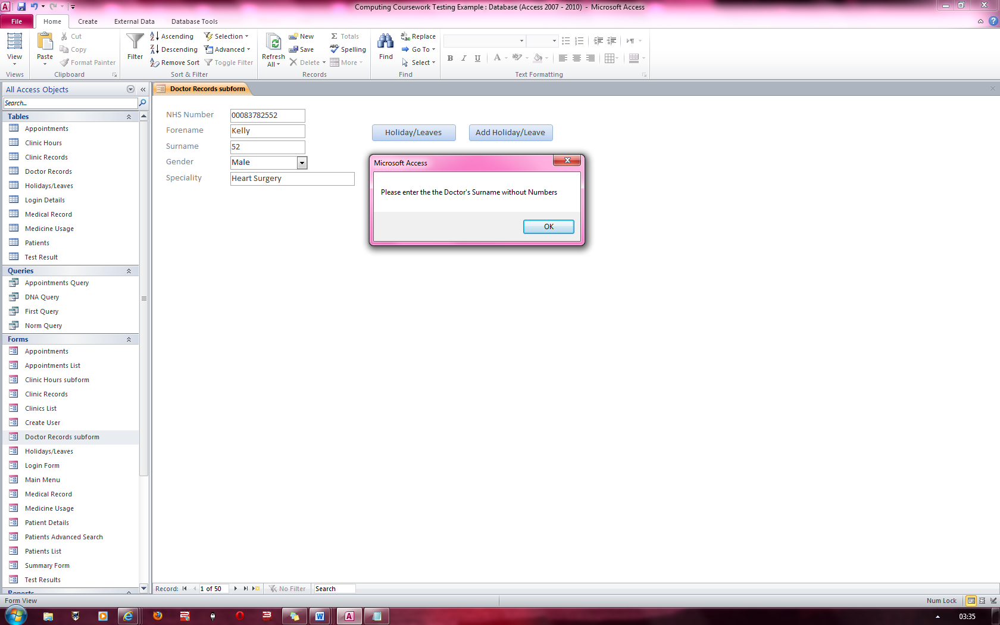 Computing Coursework Testing Example : Database (Access 2007 - 2010) - Microsoft Access
File Home Create External Data Database Tools
View
Views
Paste
Cut
Copy
Format Painter
Clipboard
Filter
Ascending
Descending
Remove Sort
Selection
Advanced
Toggle Filter
Sort & Filter
Refresh
All
New
Save
Delete
Totals
Spelling
More
Records
Find
Replace
Go To
Select
Find
B I U A
Text Formatting
All Access Objects
Search...
Tables
Appointments
Clinic Hours
Clinic Records
Doctor Records
Holidays/Leaves
Login Details
Medical Record
Medicine Usage
Patients
Test Result
Queries
Appointments Query
DNA Query
First Query
Norm Query
Forms
Appointments
Appointments List
Clinic Hours subform
Clinic Records
Clinics List
Create User
Doctor Records subform
Holidays/Leaves
Login Form
Main Menu
Medical Record
Medicine Usage
Patient Details
Patients Advanced Search
Patients List
Summary Form
Test Results
Reports
Doctor Records subform
NHS Number 00083782552
Forename Kelly
Surname 52
Gender Male
Speciality Heart Surgery
Holiday/Leaves Add Holiday/Leave
Microsoft Access
Please enter the the Doctor's Surname without Numbers
OK
Record: 1 of 50 No Filter Search
Form View Num Lock
03:35